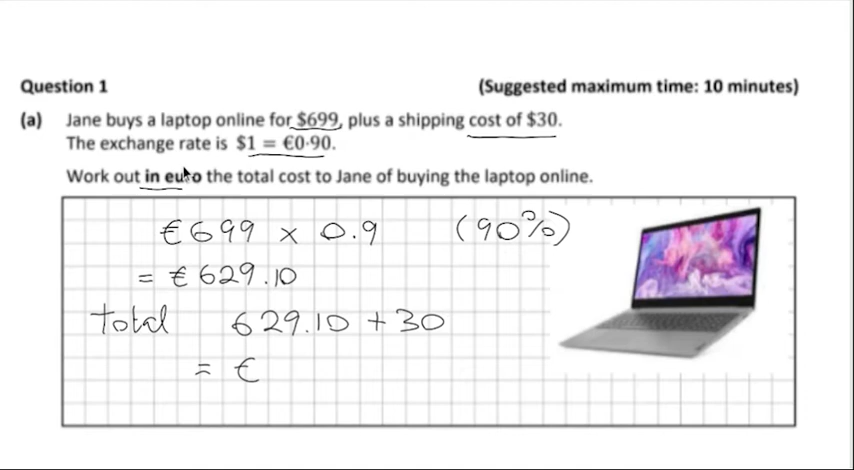 Question 1 (Suggested maximum time: 10 minutes)
(a) Jane buys a laptop online for $699, plus a shipping cost of $30.
The exchange rate is $1 = €0·90.
Work out in euro the total cost to Jane of buying the laptop online.
€699 x 0.9 (90%)
= €629.10
Total 629.10 + 30
= €